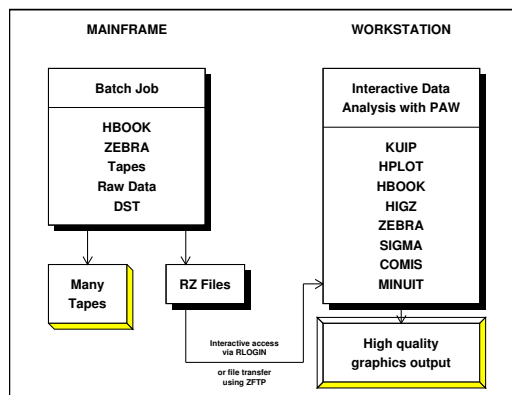 MAINFRAME
Batch Job
HBOOK
ZEBRA
Tapes
Raw Data
DST
Many
Tapes
RZ Files
WORKSTATION
Interactive Data
Analysis with PAW
KUIP
HPLOT
HBOOK
HIGZ
ZEBRA
SIGMA
COMIS
MINUIT
Interactive access
via RLOGIN
or file transfer
using ZFTP
High quality
graphics output